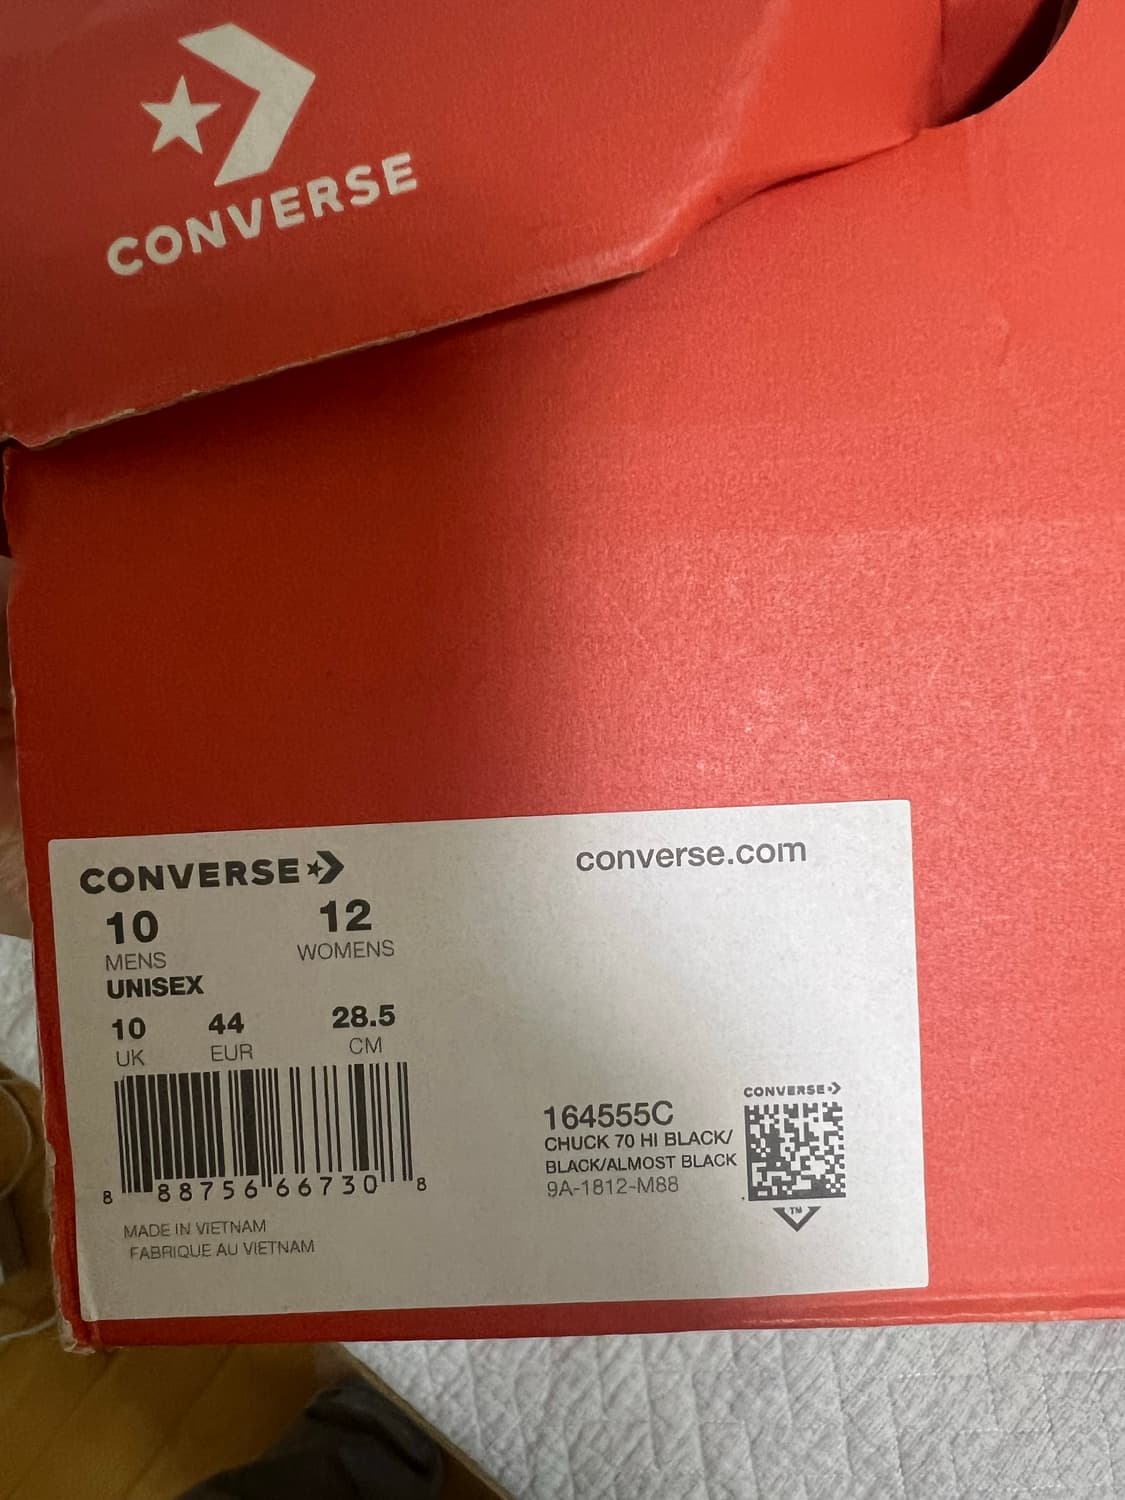 CONVERSE
CONVERSE
converse.com
10 12
MENS WOMENS
UNISEX
10 44 28.5
UK EUR CM
8 88756 66730 8
MADE IN VIETNAM
FABRIQUE AU VIETNAM
CONVERSE
164555C
CHUCK 70 HI BLACK/
BLACK/ALMOST BLACK
9A-1812-M88
TM